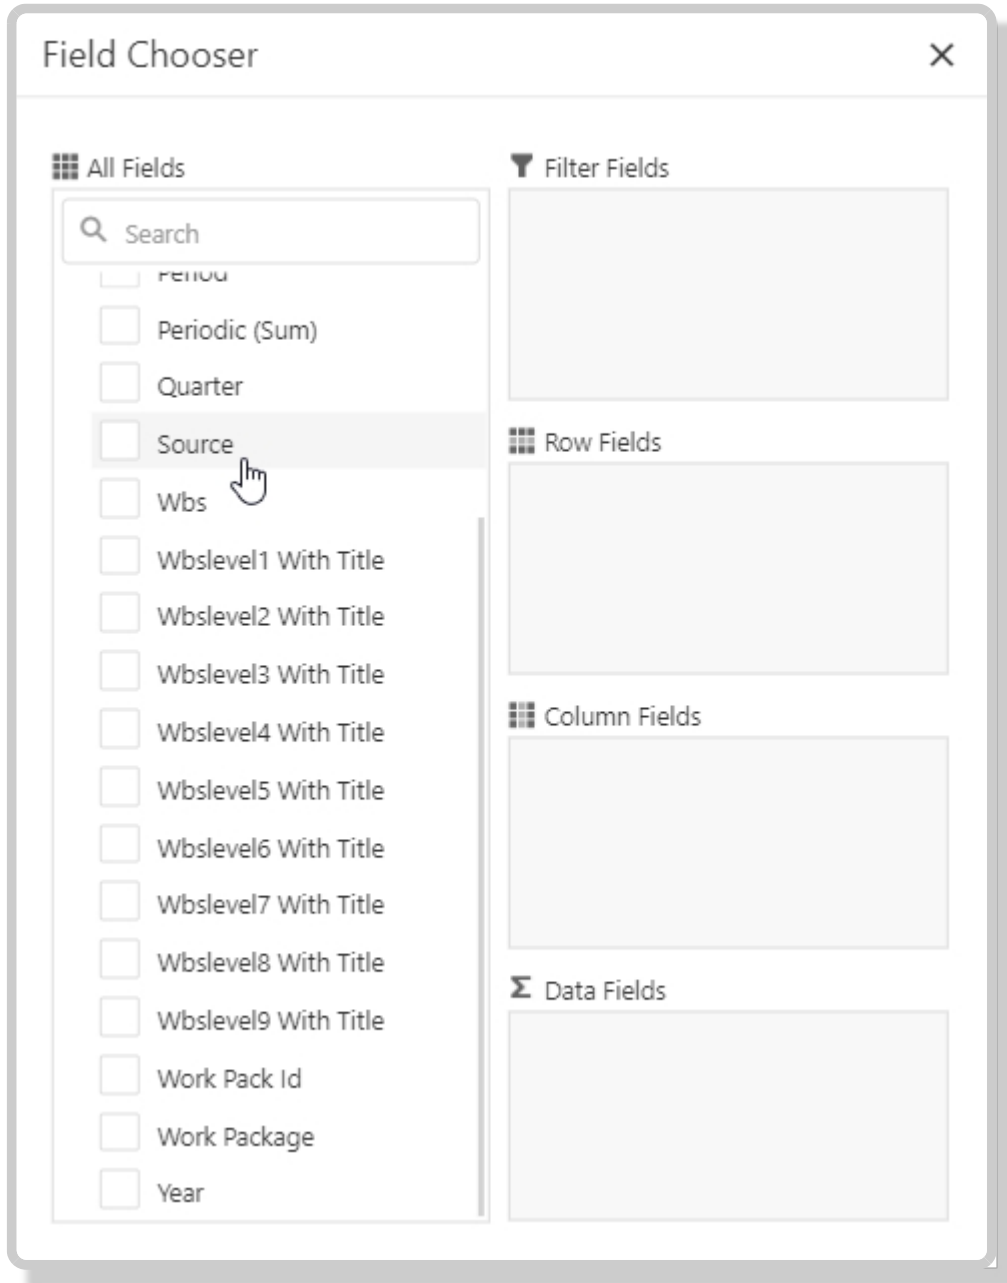 Field Chooser
All Fields
Search
Period
Periodic (Sum)
Quarter
Source
Wbs
Wbslevel1 With Title
Wbslevel2 With Title
Wbslevel3 With Title
Wbslevel4 With Title
Wbslevel5 With Title
Wbslevel6 With Title
Wbslevel7 With Title
Wbslevel8 With Title
Wbslevel9 With Title
Work Pack Id
Work Package
Year
Filter Fields
Row Fields
Column Fields
Σ Data Fields